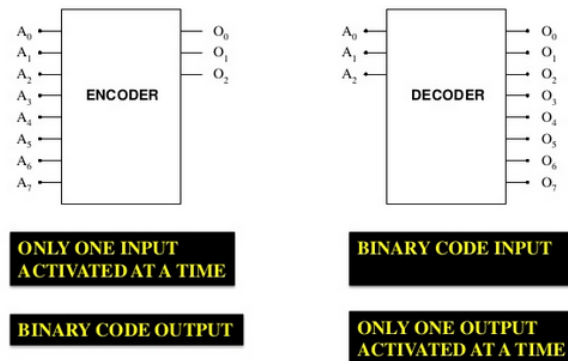 A₀ O₀
A₁ O₁
A₂ O₂
A₃
ENCODER
A₄
A₅
A₆
A₇
A₀ O₀
A₁ O₁
A₂ O₂
DECODER O₃
O₄
O₅
O₆
O₇
ONLY ONE INPUT
ACTIVATED AT A TIME
BINARY CODE OUTPUT
BINARY CODE INPUT
ONLY ONE OUTPUT
ACTIVATED AT A TIME